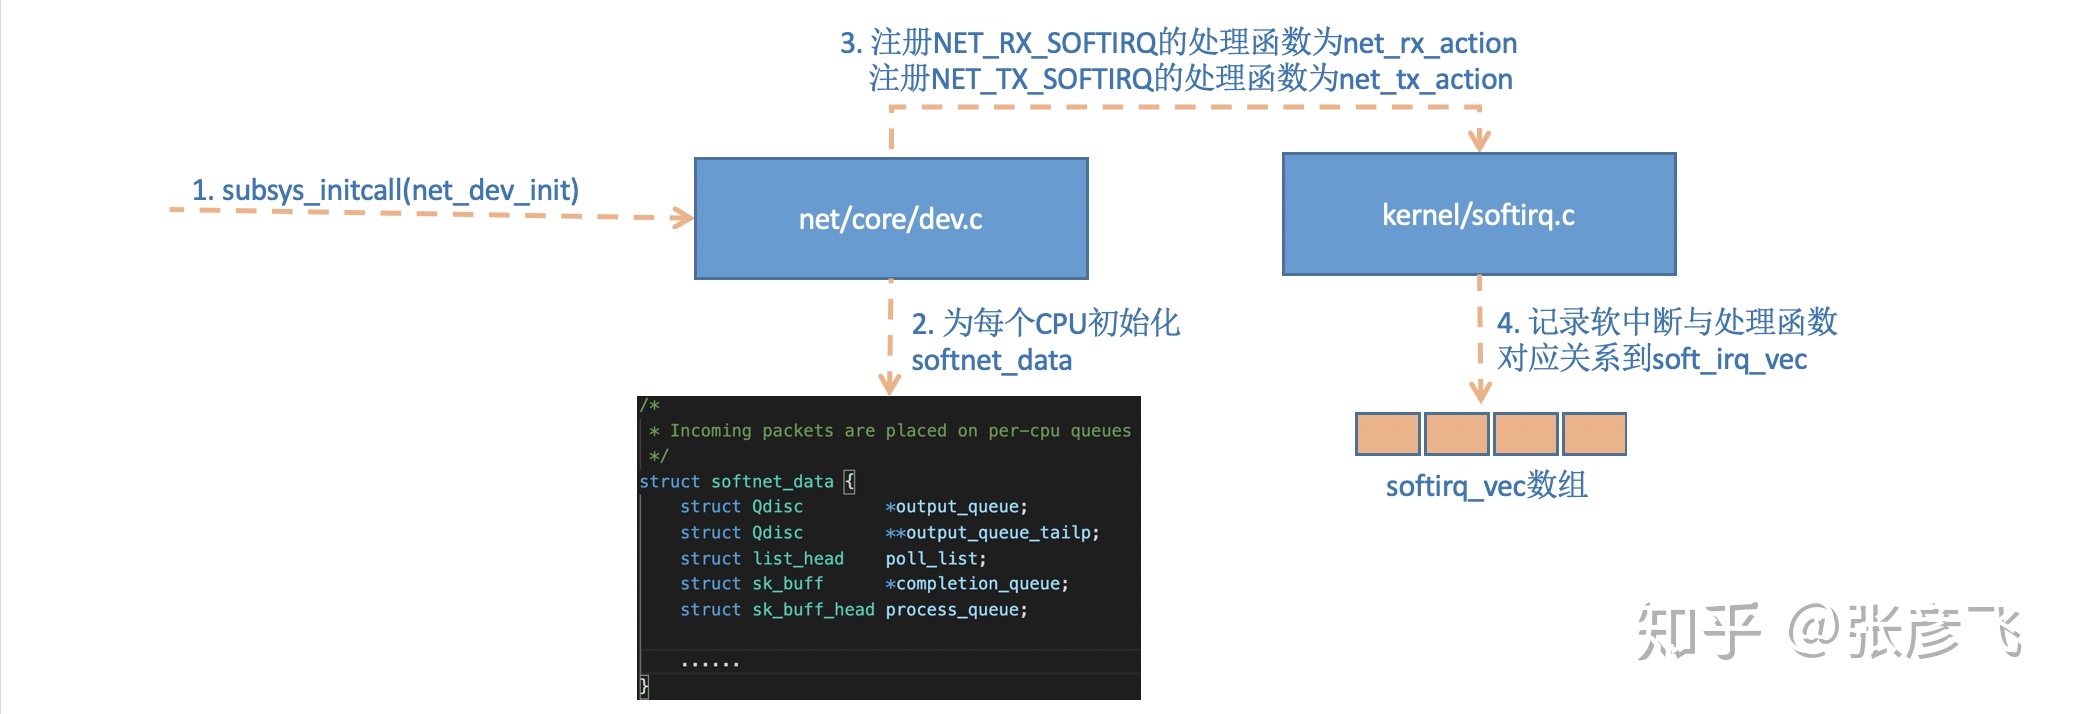 3. 注册NET_RX_SOFTIRQ的处理函数为net_rx_action
注册NET_TX_SOFTIRQ的处理函数为net_tx_action
1. subsys_initcall(net_dev_init)
net/core/dev.c
kernel/softirq.c
2. 为每个CPU初始化
softnet_data
4. 记录软中断与处理函数
对应关系到soft_irq_vec
/*
* Incoming packets are placed on per-cpu queues
*/
struct softnet_data {
struct Qdisc *output_queue;
struct Qdisc **output_queue_tailp;
struct list_head poll_list;
struct sk_buff *completion_queue;
struct sk_buff_head process_queue;
......
}
softirq_vec数组
知乎 @张彦飞